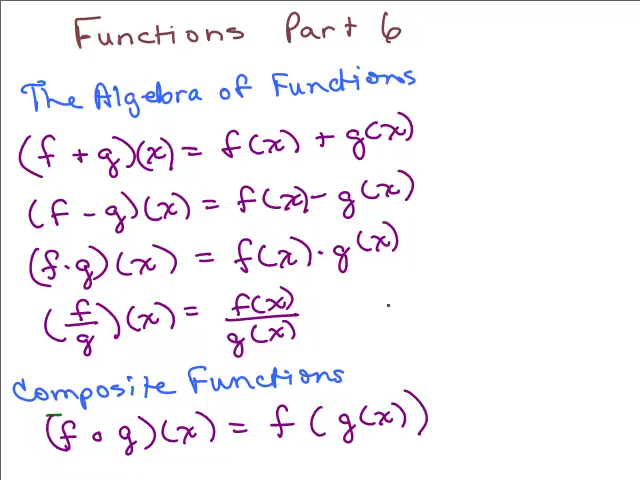 Functions Part 6
The Algebra of Functions
(f + g)(x) = f(x) + g(x)
(f - g)(x) = f(x) - g(x)
(f · g)(x) = f(x) · g(x)
(f/g)(x) = f(x)/g(x)
Composite Functions
(f ∘ g)(x) = f(g(x))